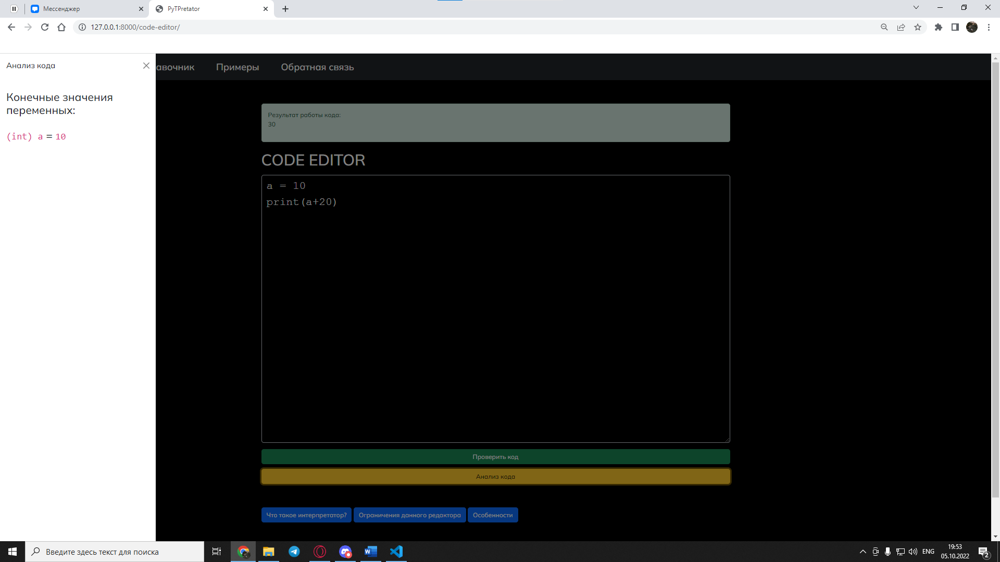 Мессенджер
PyTPretator
127.0.0.1:8000/code-editor/
Анализ кода
авочник
Примеры
Обратная связь
Конечные значения
переменных:
(int) a = 10
Результат работы кода:
30
CODE EDITOR
a = 10
print(a+20)
Проверить код
Анализ кода
Что такое интерпретатор?
Ограничения данного редактора
Особенности
Введите здесь текст для поиска
ENG
19:53
05.10.2022
2